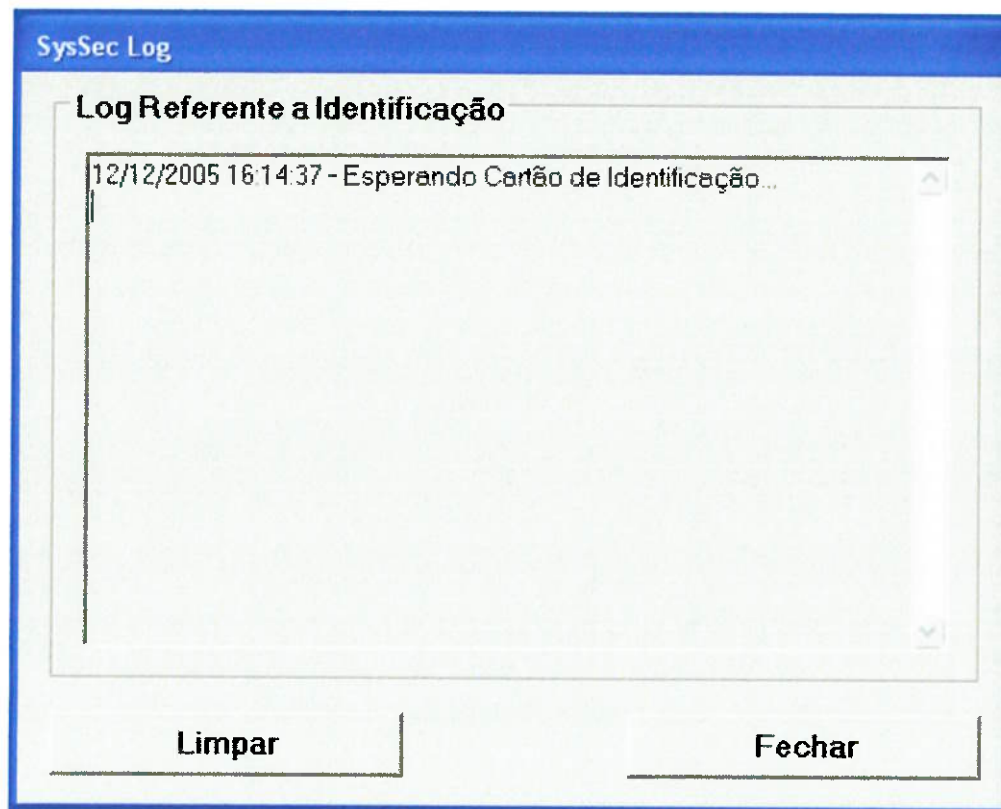 SysSec Log
Log Referente a Identificação
12/12/2005 16:14:37 - Esperando Cartão de Identificação...
Limpar
Fechar